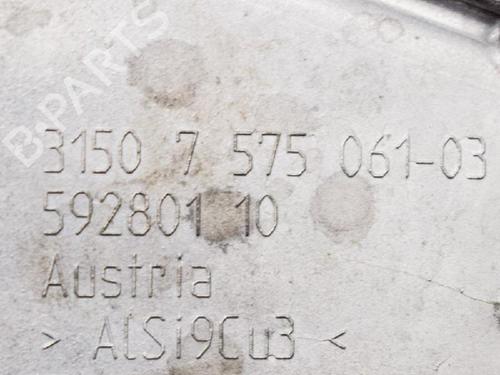 B-PARTS
3150 7 575 061-03
592801 10
Austria
> AlSi9Cu3 <